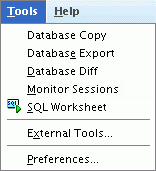 Tools Help
Database Copy
Database Export
Database Diff
Monitor Sessions
SQL SQL Worksheet
External Tools...
Preferences...